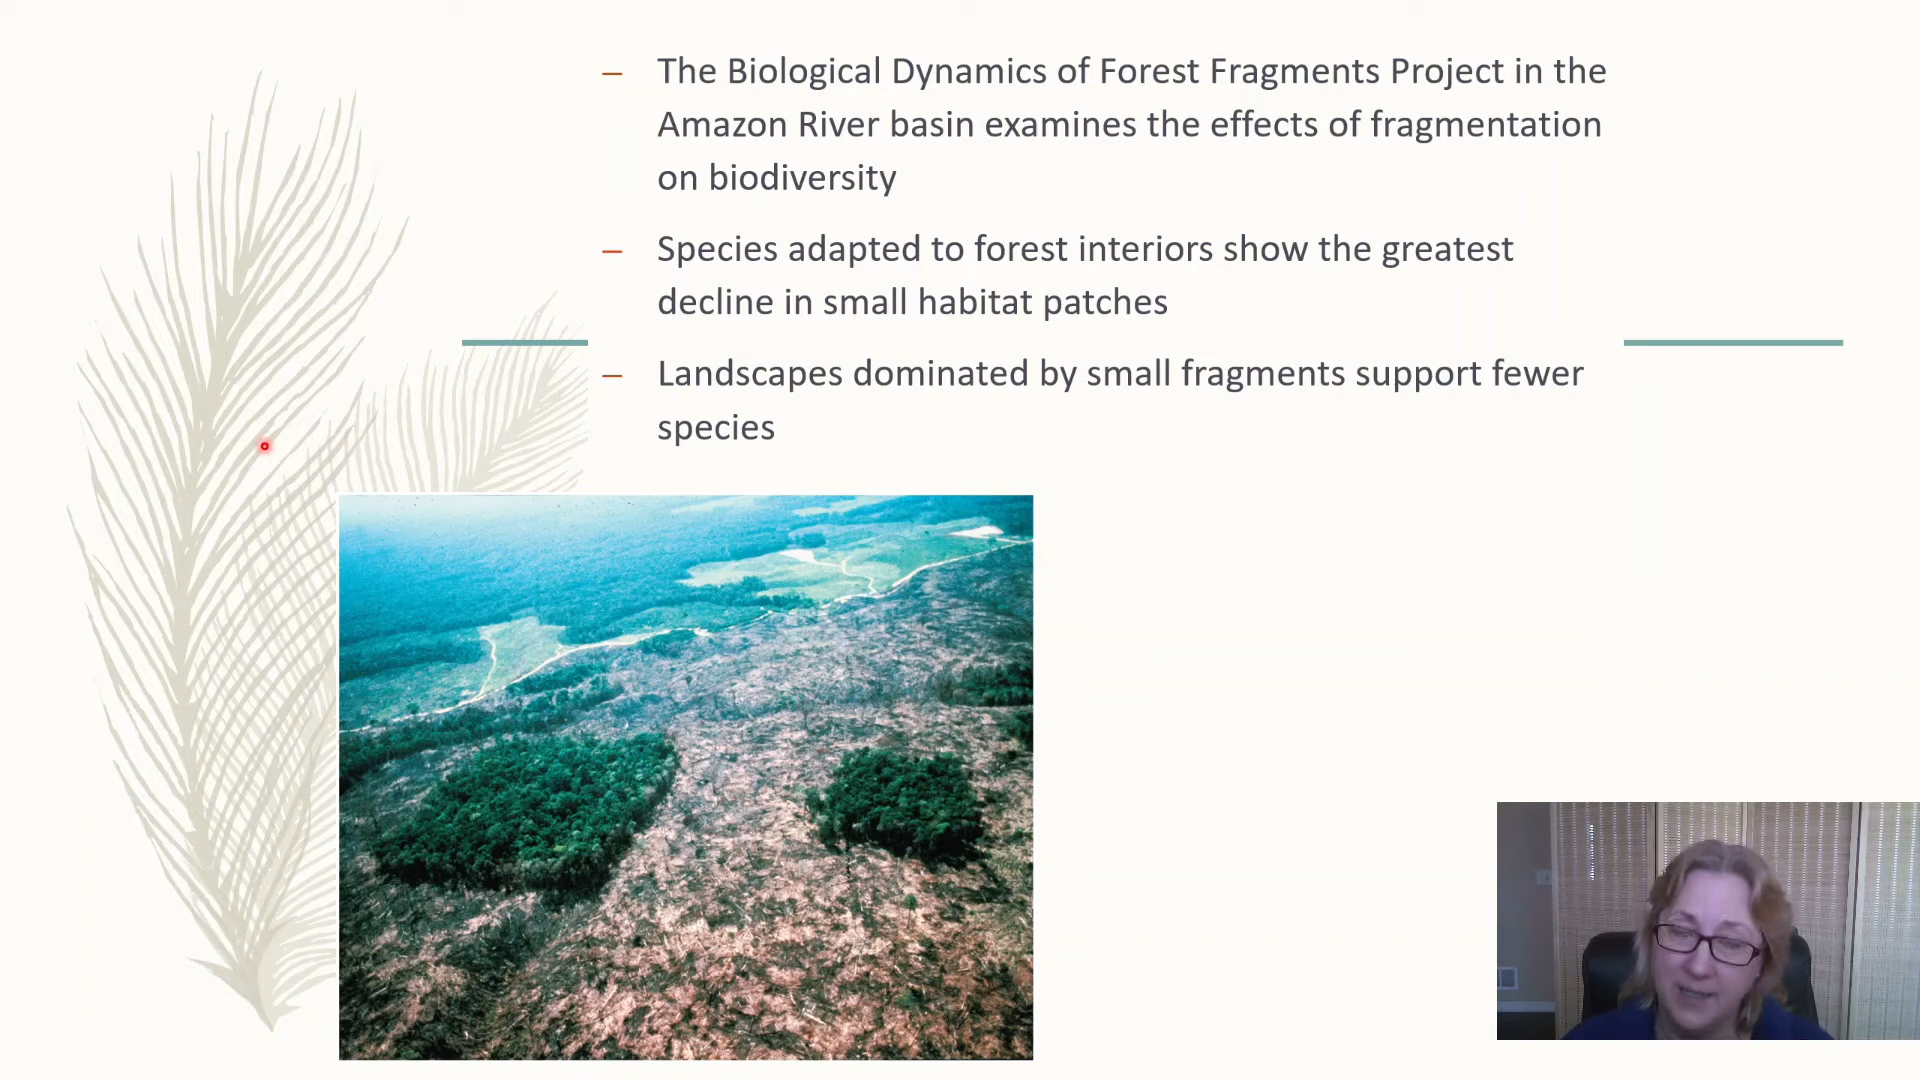 – The Biological Dynamics of Forest Fragments Project in the
Amazon River basin examines the effects of fragmentation
on biodiversity
– Species adapted to forest interiors show the greatest
decline in small habitat patches
– Landscapes dominated by small fragments support fewer
species